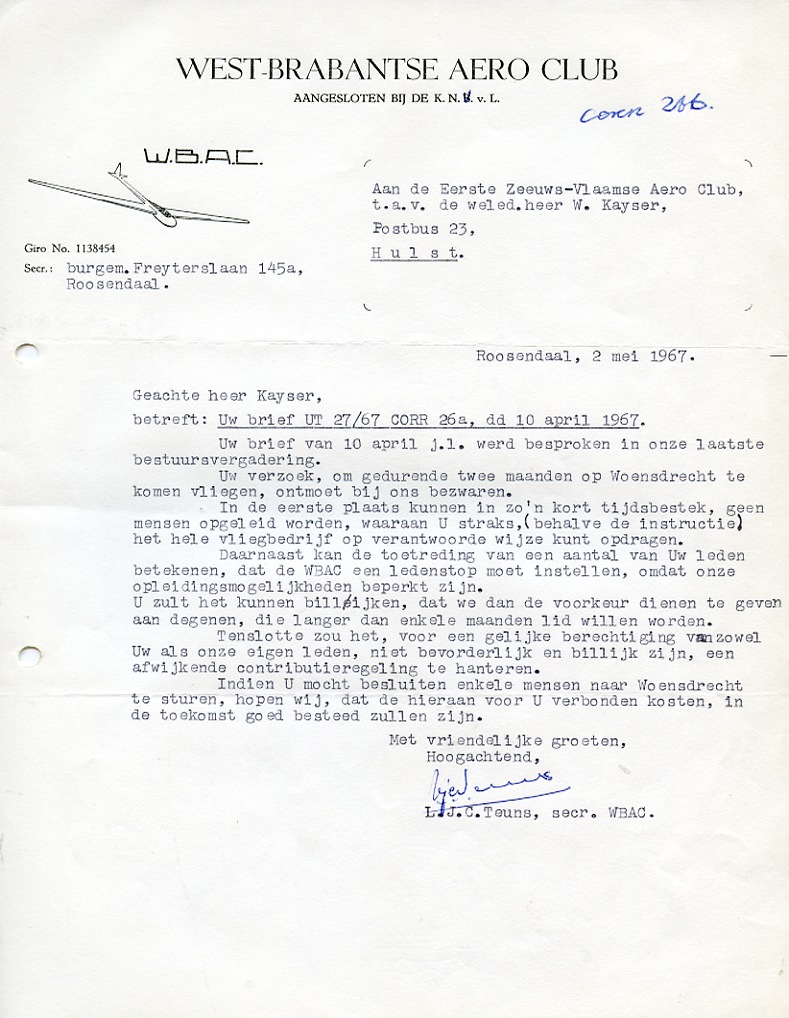 WEST-BRABANTSE AERO CLUB
AANGESLOTEN BIJ DE K. N. V. v. L.
CORR 266.
W.B.A.C.
Aan de Eerste Zeeuws-Vlaamse Aero Club,
t.a.v. de weled.heer W. Kayser,
Postbus 23,
H u l s t.
Giro No. 1138454
Secr.: burgem.Freyterslaan 145a,
Roosendaal.
Roosendaal, 2 mei 1967.
Geachte heer Kayser,
betreft: Uw brief UT 27/67 CORR 26a, dd 10 april 1967.
Uw brief van 10 april j.l. werd besproken in onze laatste
bestuursvergadering.
Uw verzoek, om gedurende twee maanden op Woensdrecht te
komen vliegen, ontmoet bij ons bezwaren.
In de eerste plaats kunnen in zo'n kort tijdsbestek, geen
mensen opgeleid worden, waaraan U straks,(behalve de instructie)
het hele vliegbedrijf op verantwoorde wijze kunt opdragen.
Daarnaast kan de toetreding van een aantal van Uw leden
betekenen, dat de WBAC een ledenstop moet instellen, omdat onze
opleidingsmogelijkheden beperkt zijn.
U zult het kunnen billijken, dat we dan de voorkeur dienen te geven
aan degenen, die langer dan enkele maanden lid willen worden.
Tenslotte zou het, voor een gelijke berechtiging vanzowel
Uw als onze eigen leden, niet bevorderlijk en billijk zijn, een
afwijkende contributieregeling te hanteren.
Indien U mocht besluiten enkele mensen naar Woensdrecht
te sturen, hopen wij, dat de hieraan voor U verbonden kosten, in
de toekomst goed besteed zullen zijn.
Met vriendelijke groeten,
Hoogachtend,
L.J.C.Teuns, secr. WBAC.